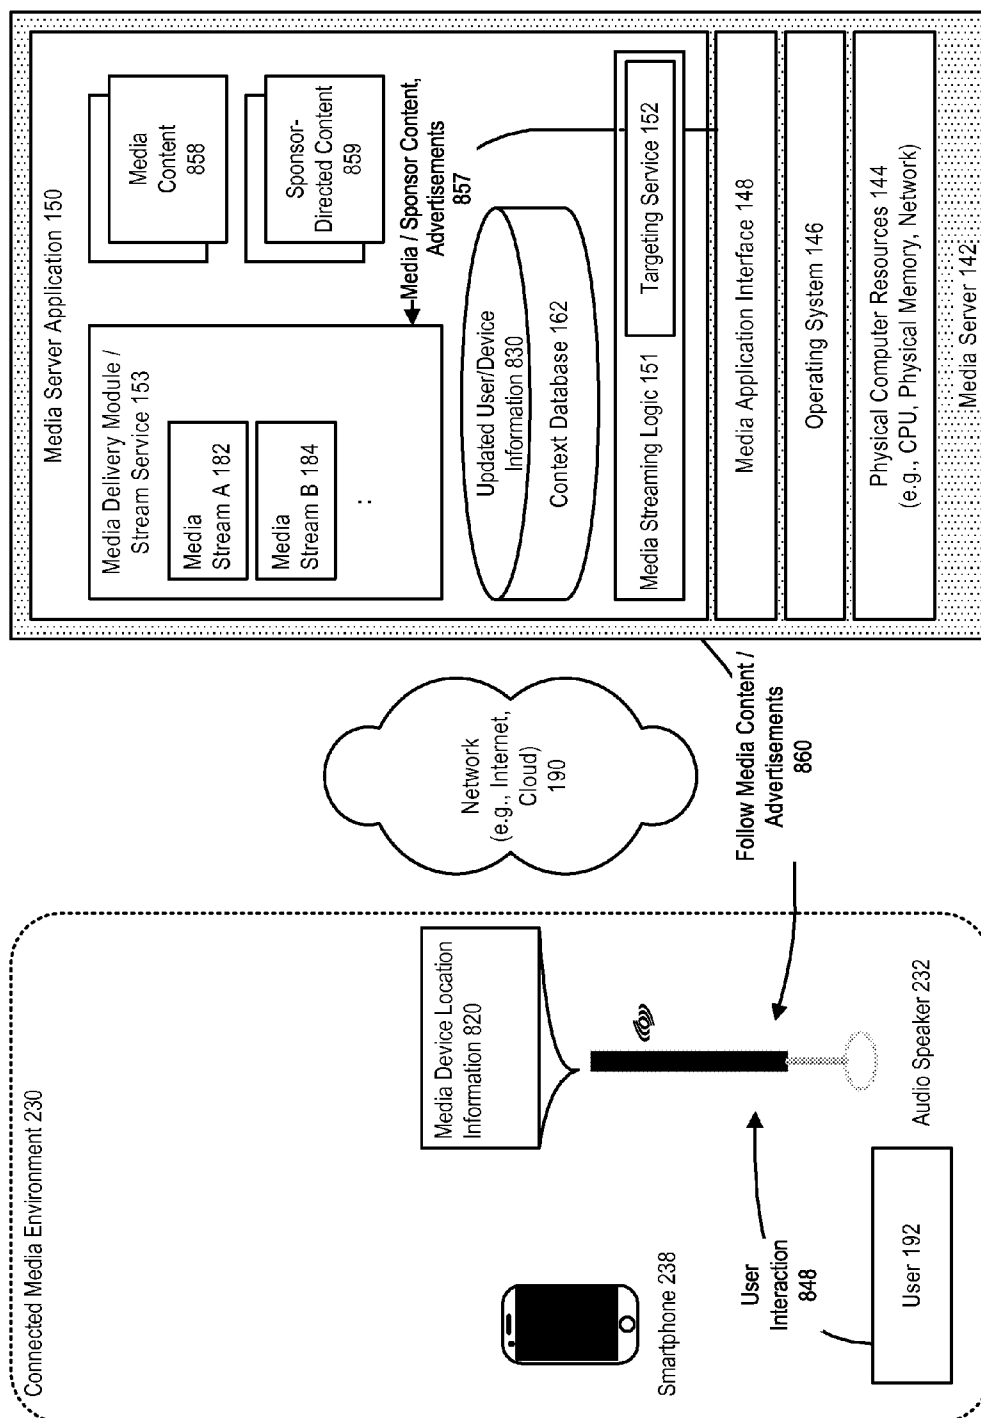 Connected Media Environment 230
Smartphone 238
User
Interaction
848
User 192
Media Device Location
Information 820
Audio Speaker 232
Network
(e.g., Internet,
Cloud)
190
Follow Media Content /
Advertisements
860
Media Server Application 150
Media Delivery Module /
Stream Service 153
Media
Stream A 182
Media
Stream B 184
:
Media
Content
858
Sponsor-
Directed Content
859
Media / Sponsor Content,
Advertisements
857
Updated User/Device
Information 830
Context Database 162
Media Streaming Logic 151
Targeting Service 152
Media Application Interface 148
Operating System 146
Physical Computer Resources 144
(e.g., CPU, Physical Memory, Network)
Media Server 142